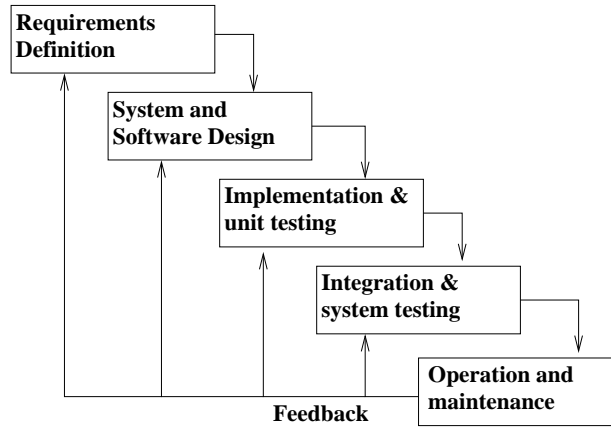 Requirements
Definition
System and
Software Design
Implementation &
unit testing
Integration &
system testing
Operation and
maintenance
Feedback